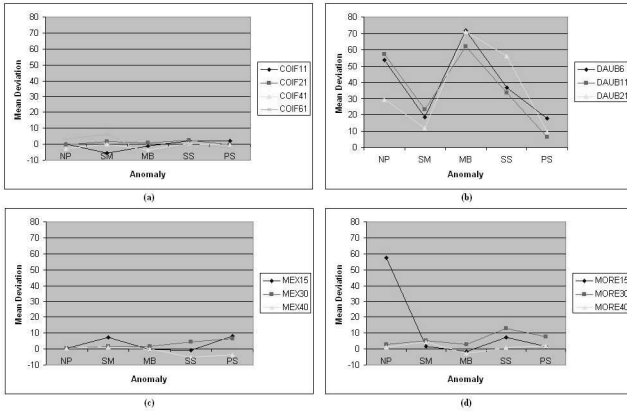 80
70
60
50
40
30
20
10
0
-10
Mean Deviation
NP SM MB SS PS
Anomaly
COIF11
COIF21
COIF41
COIF61
(a)
80
70
60
50
40
30
20
10
0
Mean Deviation
NP SM MB SS PS
Anomaly
DAUB6
DAUB11
DAUB21
(b)
80
70
60
50
40
30
20
10
0
-10
Mean Deviation
NP SM MB SS PS
Anomaly
MEX15
MEX30
MEX40
(c)
80
70
60
50
40
30
20
10
0
-10
Mean Deviation
NP SM MB SS PS
Anomaly
MORE15
MORE30
MORE40
(d)